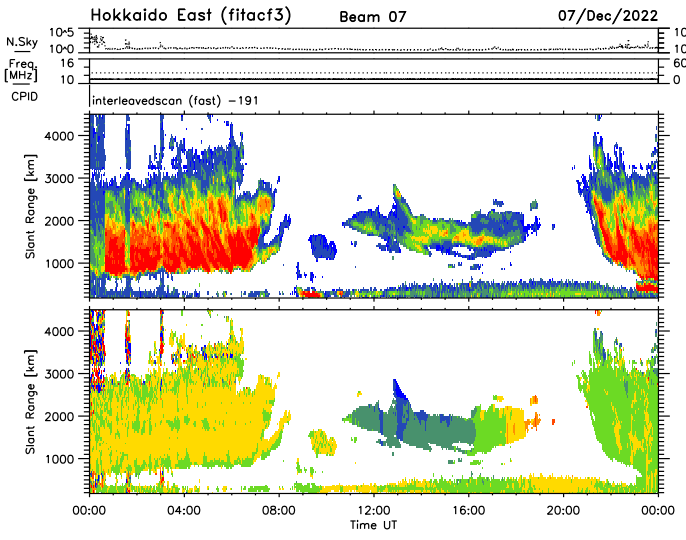 Hokkaido East (fitacf3) Beam 07 07/Dec/2022
N.Sky 10^5 10^0 10 10
Freq. [MHz] 16 10 60 0
CPID interleavedscan (fast) -191
Slant Range [km] 4000 3000 2000 1000
Slant Range [km] 4000 3000 2000 1000
00:00 04:00 08:00 12:00 16:00 20:00 00:00
Time UT